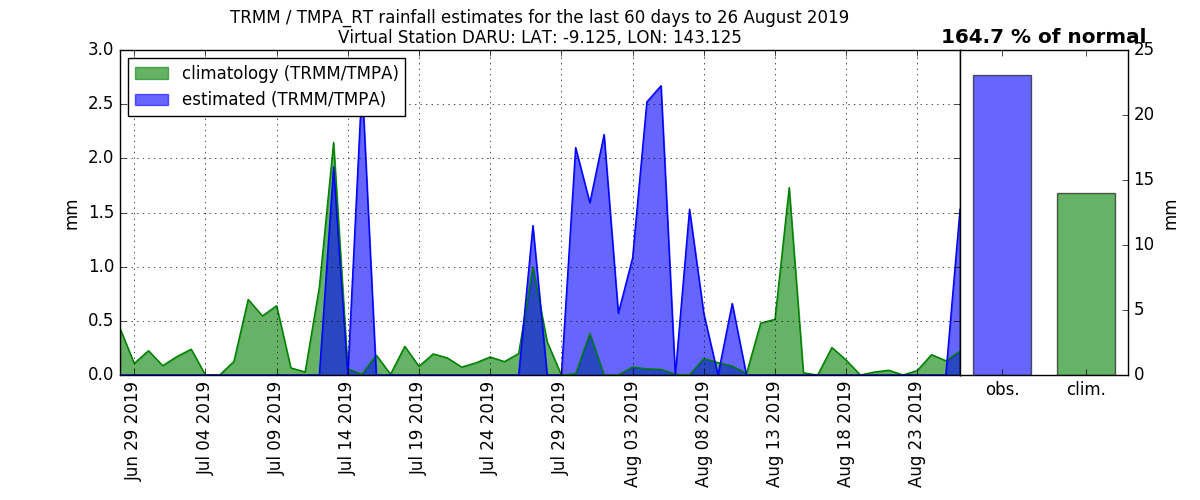 TRMM / TMPA_RT rainfall estimates for the last 60 days to 26 August 2019
Virtual Station DARU: LAT: -9.125, LON: 143.125
164.7 % of normal
climatology (TRMM/TMPA)
estimated (TRMM/TMPA)
mm
3.0
2.5
2.0
1.5
1.0
0.5
0.0
Jun 29 2019
Jul 04 2019
Jul 09 2019
Jul 14 2019
Jul 19 2019
Jul 24 2019
Jul 29 2019
Aug 03 2019
Aug 08 2019
Aug 13 2019
Aug 18 2019
Aug 23 2019
obs.
clim.
25
20
15
10
5
0
mm